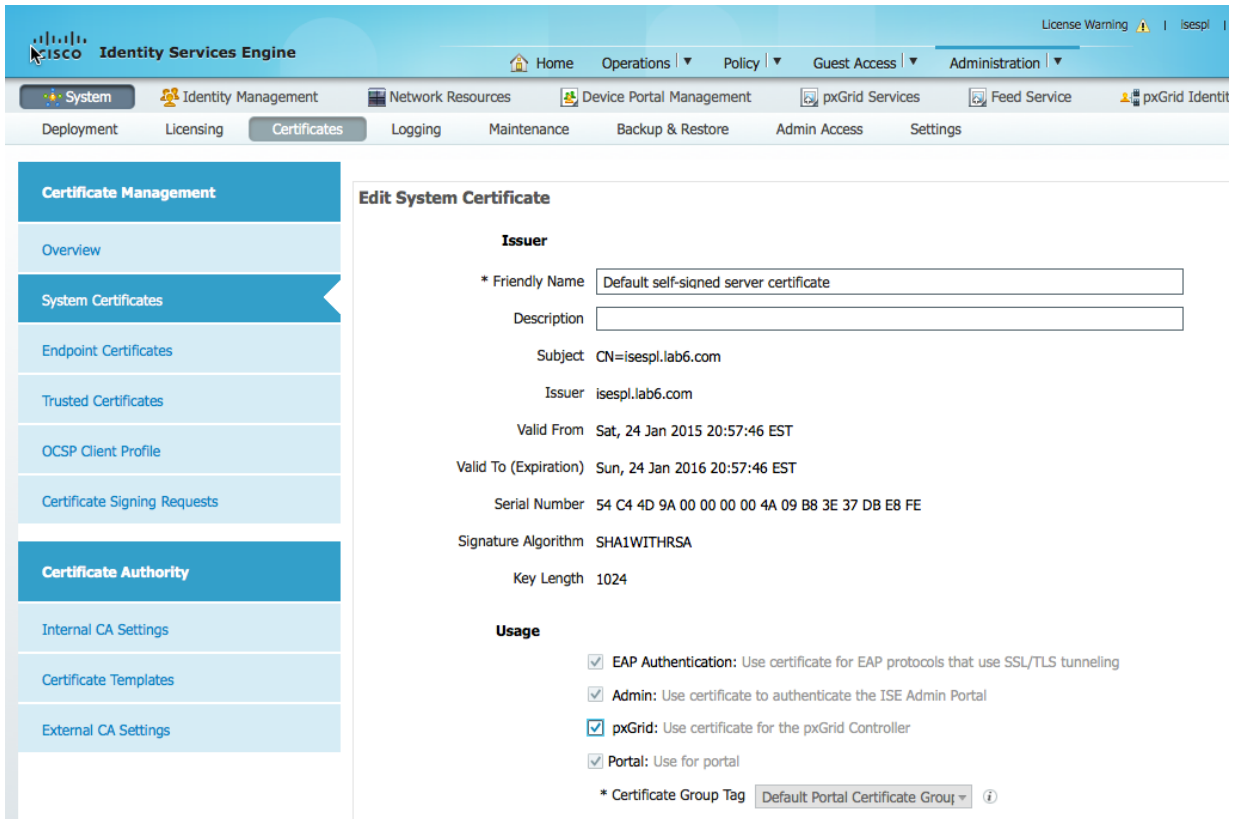 License Warning | isespl |
CISCO Identity Services Engine
Home Operations | Policy | Guest Access | Administration |
System Identity Management Network Resources Device Portal Management pxGrid Services Feed Service pxGrid Identit
Deployment Licensing Certificates Logging Maintenance Backup & Restore Admin Access Settings
Certificate Management
Overview
System Certificates
Endpoint Certificates
Trusted Certificates
OCSP Client Profile
Certificate Signing Requests
Certificate Authority
Internal CA Settings
Certificate Templates
External CA Settings
Edit System Certificate
Issuer
* Friendly Name Default self-signed server certificate
Description
Subject CN=isespl.lab6.com
Issuer isespl.lab6.com
Valid From Sat, 24 Jan 2015 20:57:46 EST
Valid To (Expiration) Sun, 24 Jan 2016 20:57:46 EST
Serial Number 54 C4 4D 9A 00 00 00 00 4A 09 B8 3E 37 DB E8 FE
Signature Algorithm SHA1WITHRSA
Key Length 1024
Usage
EAP Authentication: Use certificate for EAP protocols that use SSL/TLS tunneling
Admin: Use certificate to authenticate the ISE Admin Portal
pxGrid: Use certificate for the pxGrid Controller
Portal: Use for portal
* Certificate Group Tag Default Portal Certificate Grou